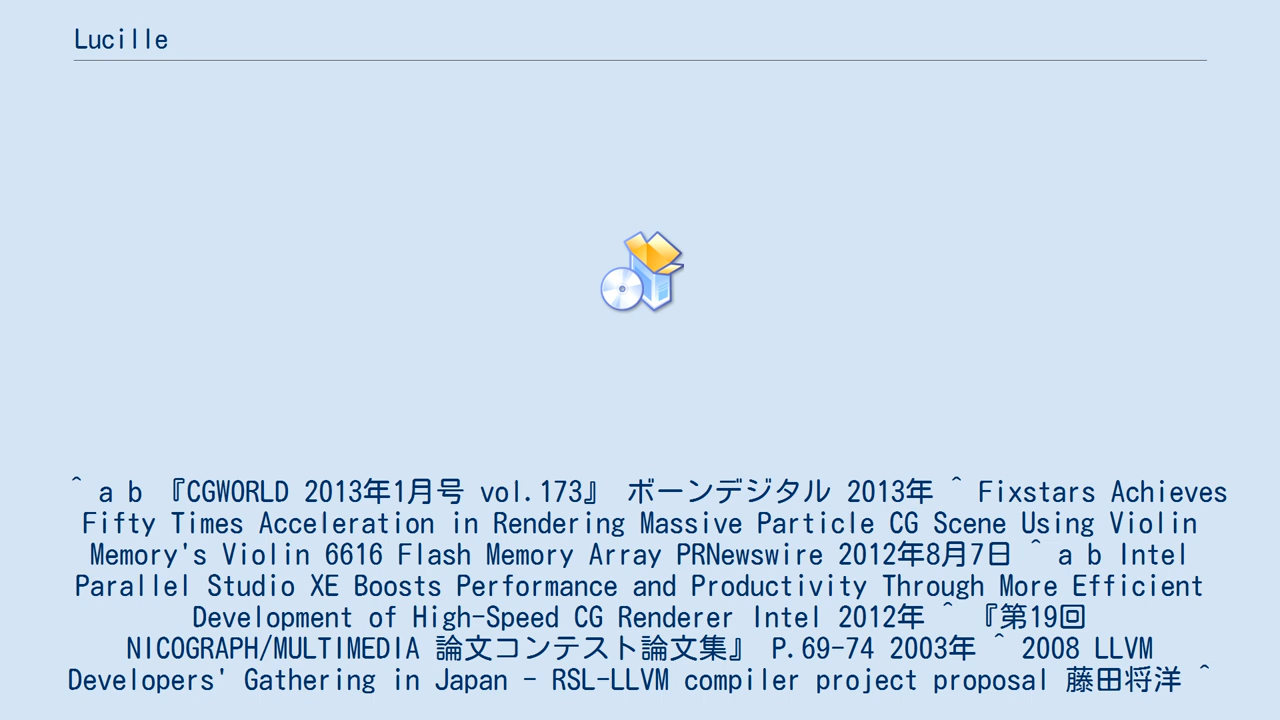 Lucille
^ a b 『CGWORLD 2013年1月号 vol.173』 ボーンデジタル 2013年 ^ Fixstars Achieves
Fifty Times Acceleration in Rendering Massive Particle CG Scene Using Violin
Memory's Violin 6616 Flash Memory Array PRNewswire 2012年8月7日 ^ a b Intel
Parallel Studio XE Boosts Performance and Productivity Through More Efficient
Development of High-Speed CG Renderer Intel 2012年 ^ 『第19回
NICOGRAPH/MULTIMEDIA 論文コンテスト論文集』 P.69-74 2003年 ^ 2008 LLVM
Developers' Gathering in Japan - RSL-LLVM compiler project proposal 藤田将洋 ^